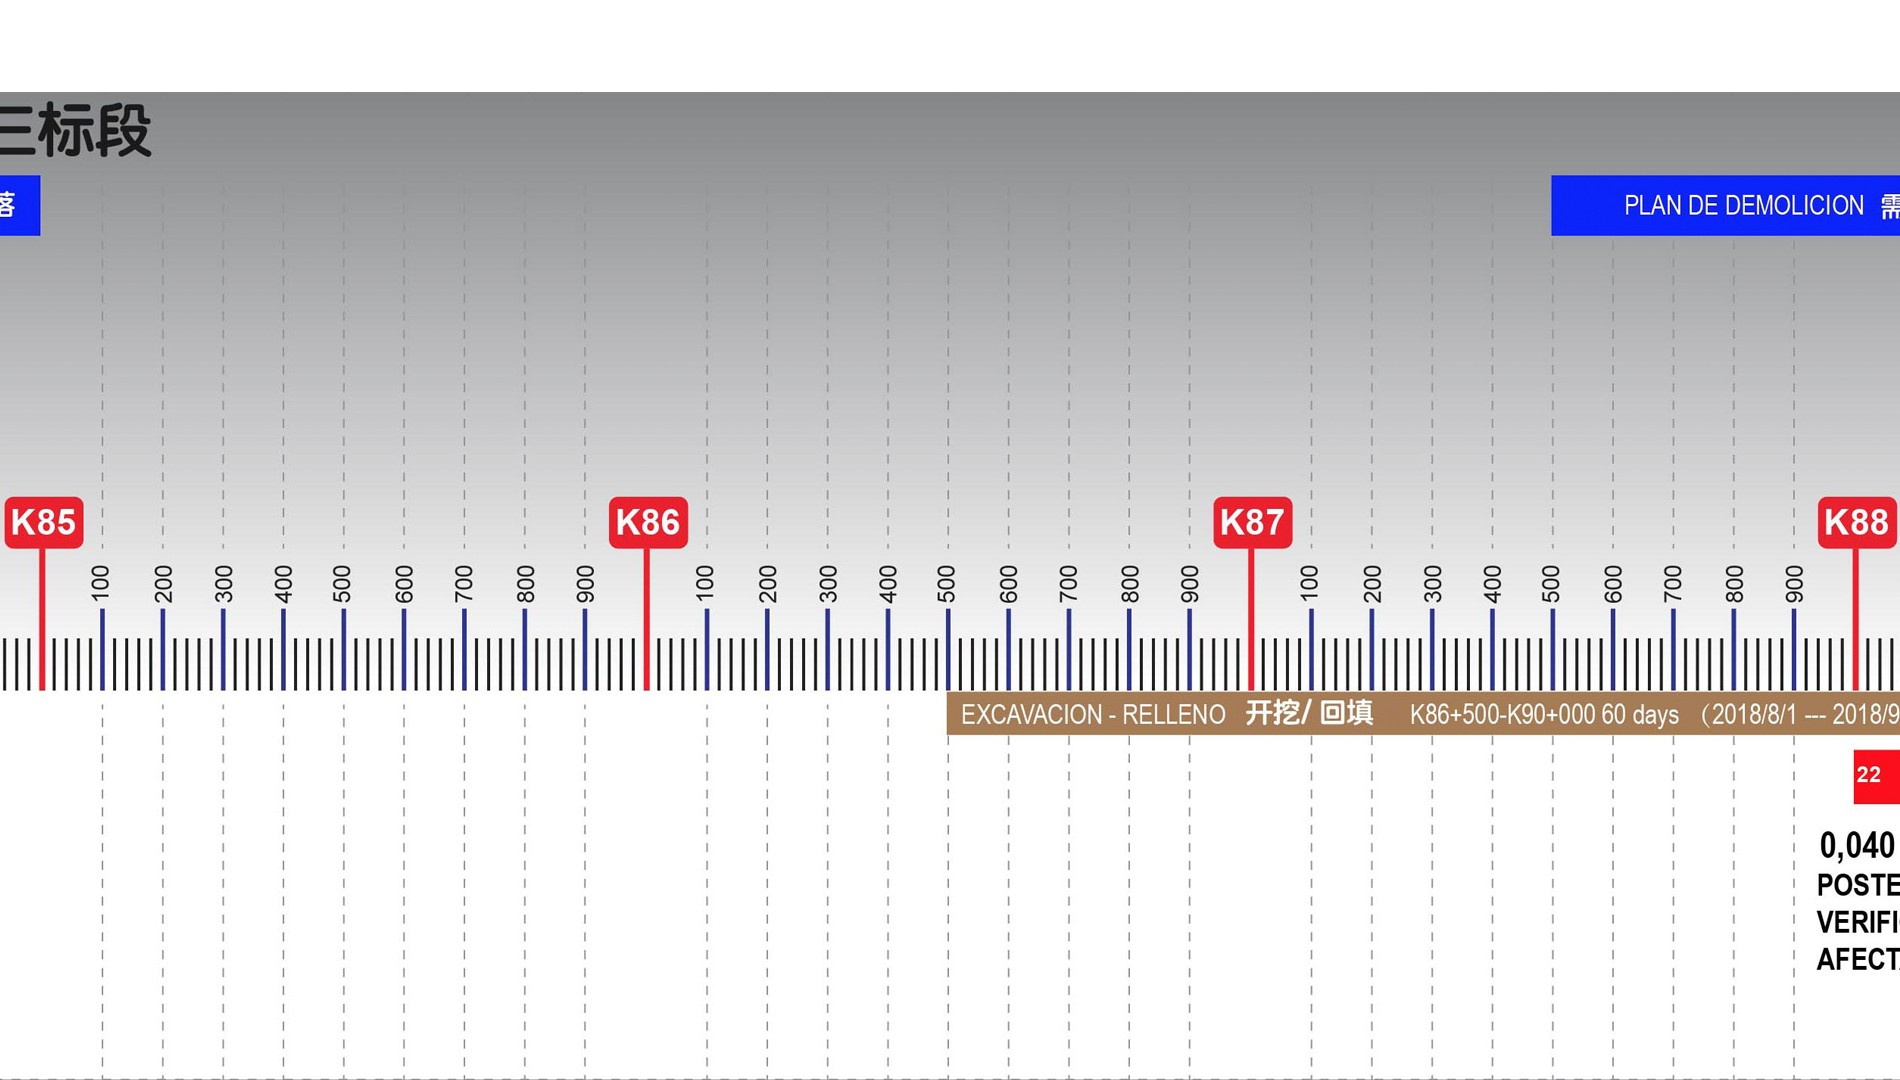 三标段
落
PLAN DE DEMOLICION 需
K85
K86
K87
K88
100 200 300 400 500 600 700 800 900 100 200 300 400 500 600 700 800 900 100 200 300 400 500 600 700 800 900
EXCAVACION - RELLENO 开挖/ 回填 K86+500-K90+000 60 days （2018/8/1 --- 2018/9
22
0,040
POSTE
VERIFI
AFECT